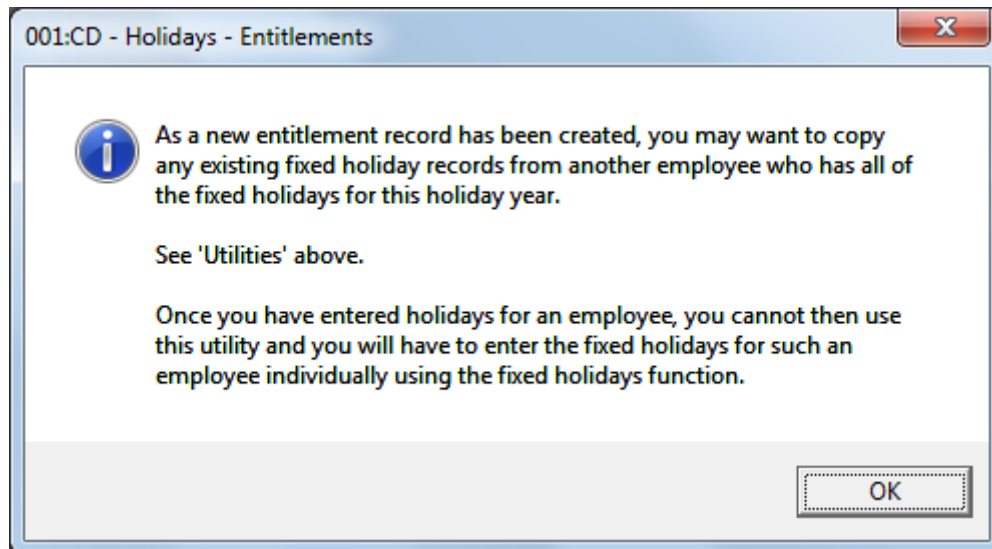 001:CD - Holidays - Entitlements
As a new entitlement record has been created, you may want to copy
any existing fixed holiday records from another employee who has all of
the fixed holidays for this holiday year.
See 'Utilities' above.
Once you have entered holidays for an employee, you cannot then use
this utility and you will have to enter the fixed holidays for such an
employee individually using the fixed holidays function.
OK